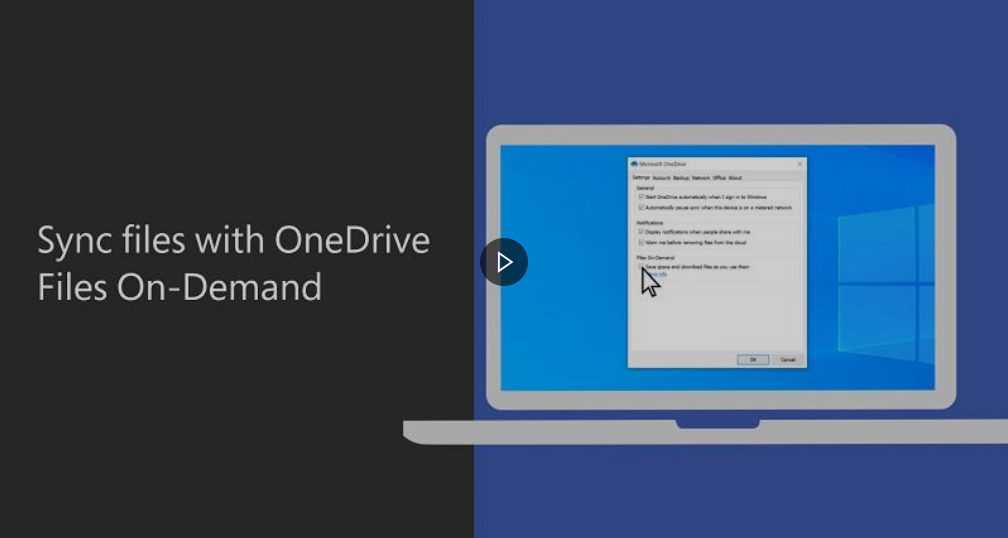 Sync files with OneDrive
Files On-Demand
Microsoft OneDrive
Settings Account Backup Network Office About
General
Start OneDrive automatically when I sign in to Windows
Automatically pause sync when this device is on a metered network
Notifications
Display notifications when people share with me
Warn me before removing files from the cloud
Files On-Demand
Save space and download files as you use them
info
OK Cancel